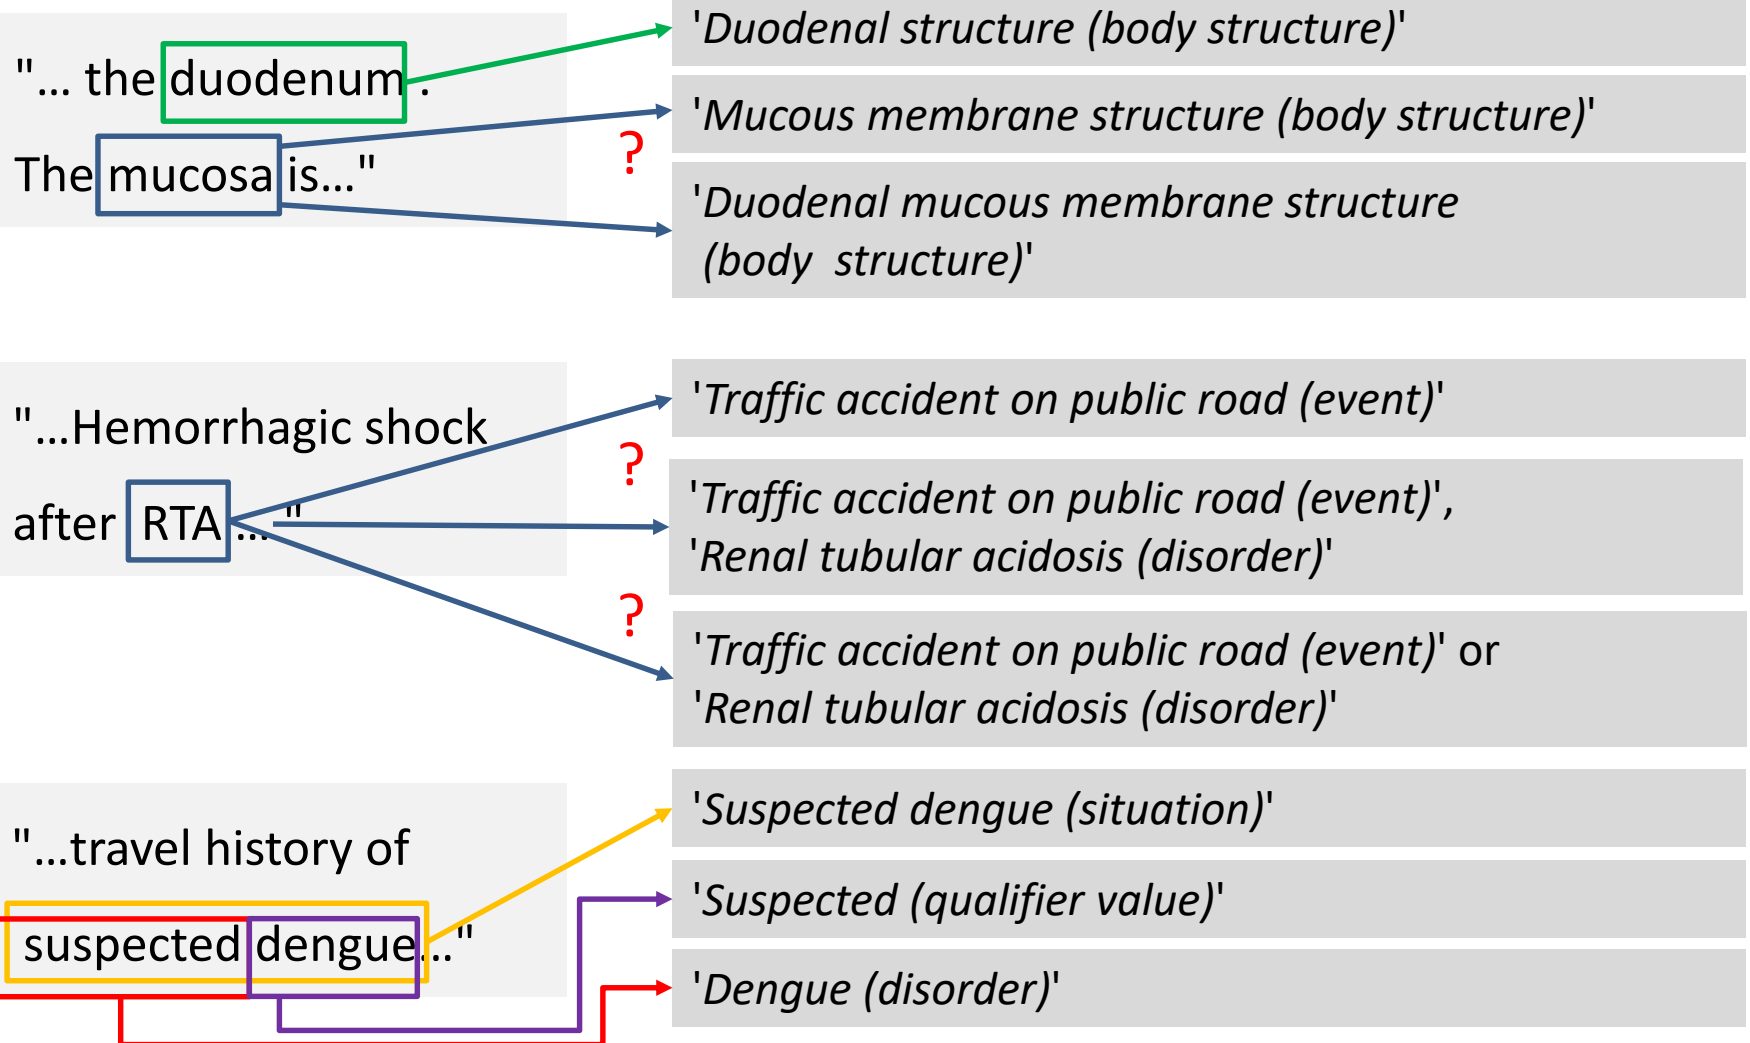 "... the duodenum .
The mucosa is..."
'Duodenal structure (body structure)'
'Mucous membrane structure (body structure)'
?
'Duodenal mucous membrane structure
(body structure)'
"...Hemorrhagic shock
after RTA ... "
'Traffic accident on public road (event)'
?
'Traffic accident on public road (event)',
'Renal tubular acidosis (disorder)'
?
'Traffic accident on public road (event)' or
'Renal tubular acidosis (disorder)'
"...travel history of
suspected dengue..."
'Suspected dengue (situation)'
'Suspected (qualifier value)'
'Dengue (disorder)'